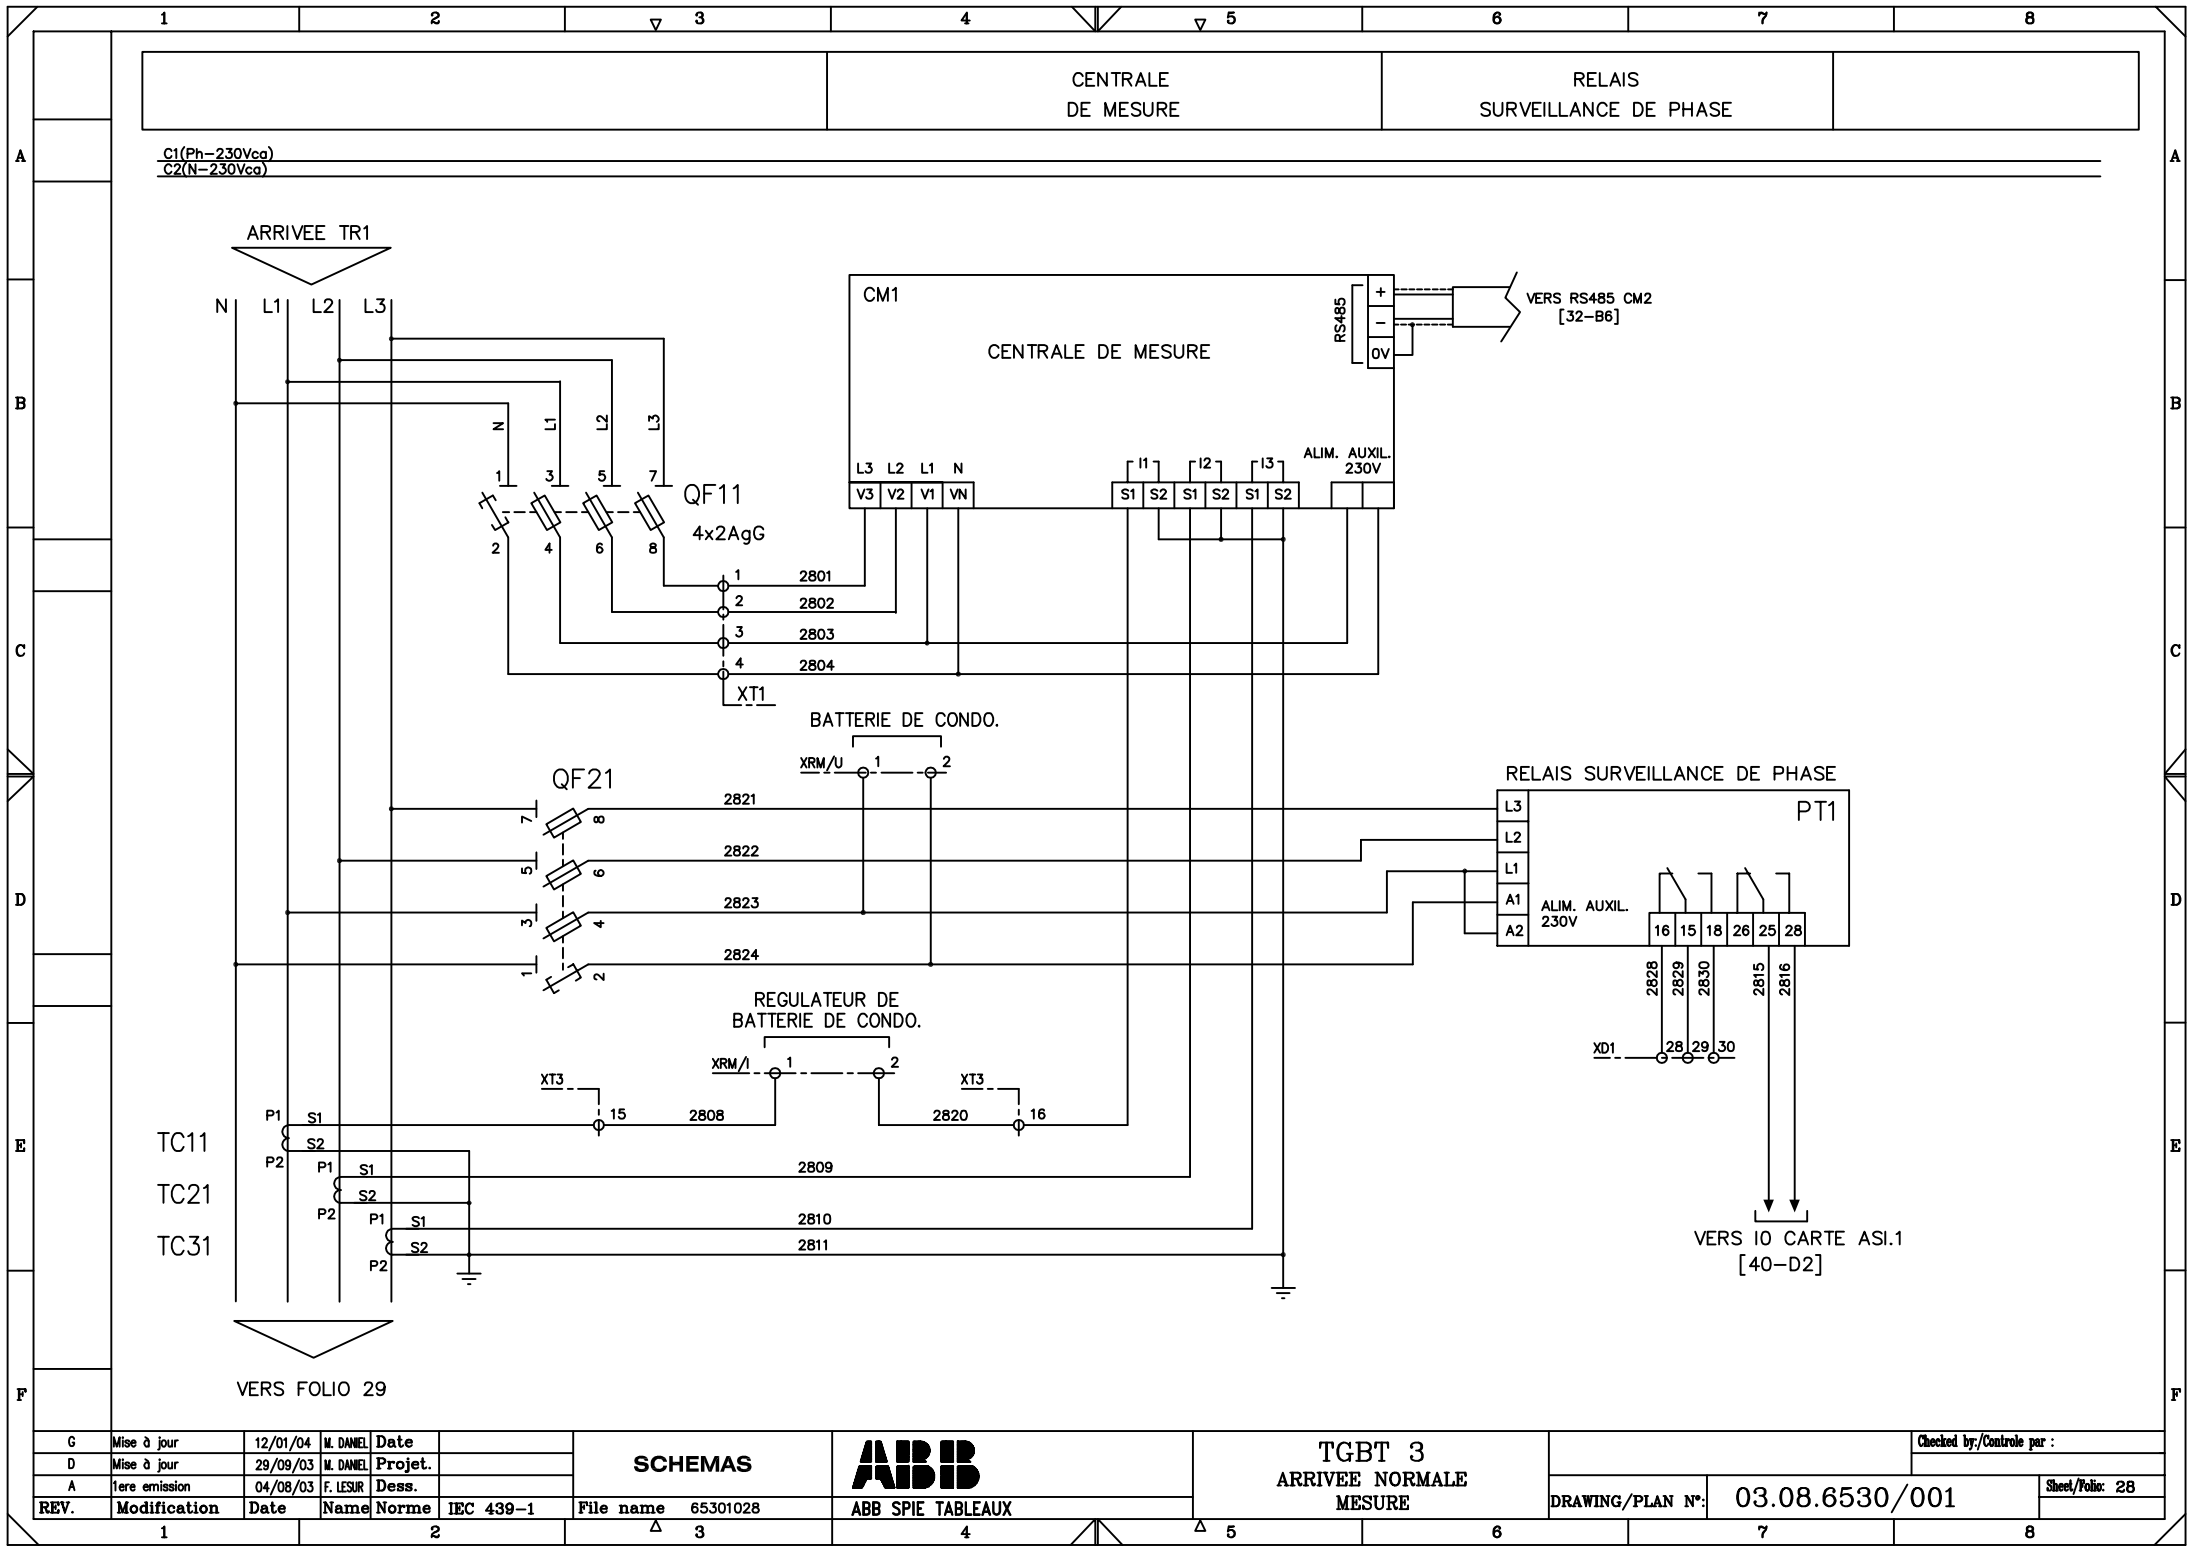 1 2 3 4 5 6 7 8
CENTRALE
DE MESURE
RELAIS
SURVEILLANCE DE PHASE
A A
C1(Ph-230Vca)
C2(N-230Vca)
ARRIVEE TR1
N L1 L2 L3
CM1
CENTRALE DE MESURE
RS485
+
-
0V
VERS RS485 CM2
[32-B6]
B B
N L1 L2 L3
L3 L2 L1 N
I1 I2 I3
ALIM. AUXIL.
230V
V3 V2 V1 VN
S1 S2 S1 S2 S1 S2
1 3 5 7
QF11
4x2AgG
2 4 6 8
1 2801
2 2802
3 2803
4 2804
XT1
C C
BATTERIE DE CONDO.
XRM/U 1 2
QF21
7 8 2821
5 6 2822
3 4 2823
1 2 2824
RELAIS SURVEILLANCE DE PHASE
PT1
L3
L2
L1
A1
A2
ALIM. AUXIL.
230V
16 15 18 26 25 28
2828 2829 2830 2815 2816
D D
XD1 28 29 30
REGULATEUR DE
BATTERIE DE CONDO.
XRM/I 1 2
XT3 XT3
15 2808 2820 16
E E
TC11 P1 S1
S2 P2
TC21 P1 S1 2809
S2 P2
TC31 P1 S1 2810
S2 P2 2811
VERS IO CARTE ASI.1
[40-D2]
VERS FOLIO 29
F F
G Mise à jour 12/01/04 M. DANIEL Date
D Mise à jour 29/09/03 M. DANIEL Projet.
A 1ere emission 04/08/03 F. LESUR Dess.
REV. Modification Date Name Norme IEC 439-1
SCHEMAS
File name 65301028
ABB
ABB SPIE TABLEAUX
TGBT 3
ARRIVEE NORMALE
MESURE
Checked by:/Controle par :
DRAWING/PLAN N°: 03.08.6530/001
Sheet/Folio: 28
1 2 3 4 5 6 7 8